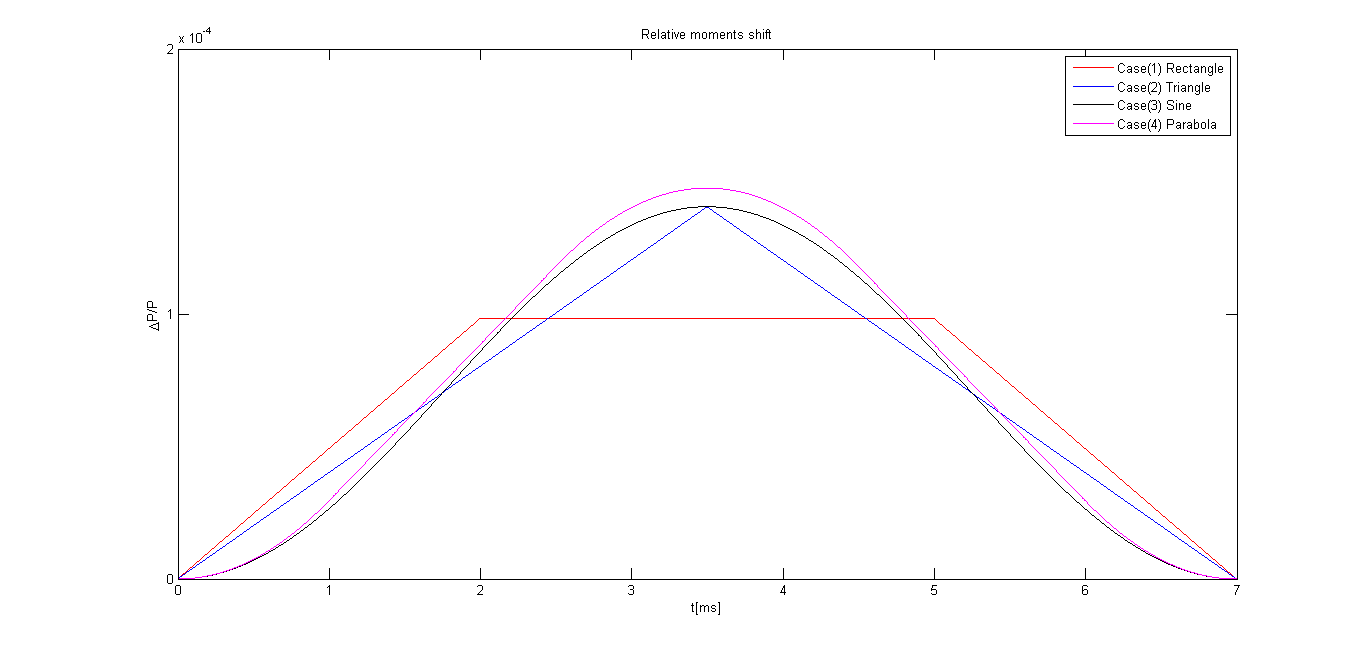 Relative moments shift
x 10^-4
2
1
0
ΔP/P
0 1 2 3 4 5 6 7
t[ms]
Case(1) Rectangle
Case(2) Triangle
Case(3) Sine
Case(4) Parabola